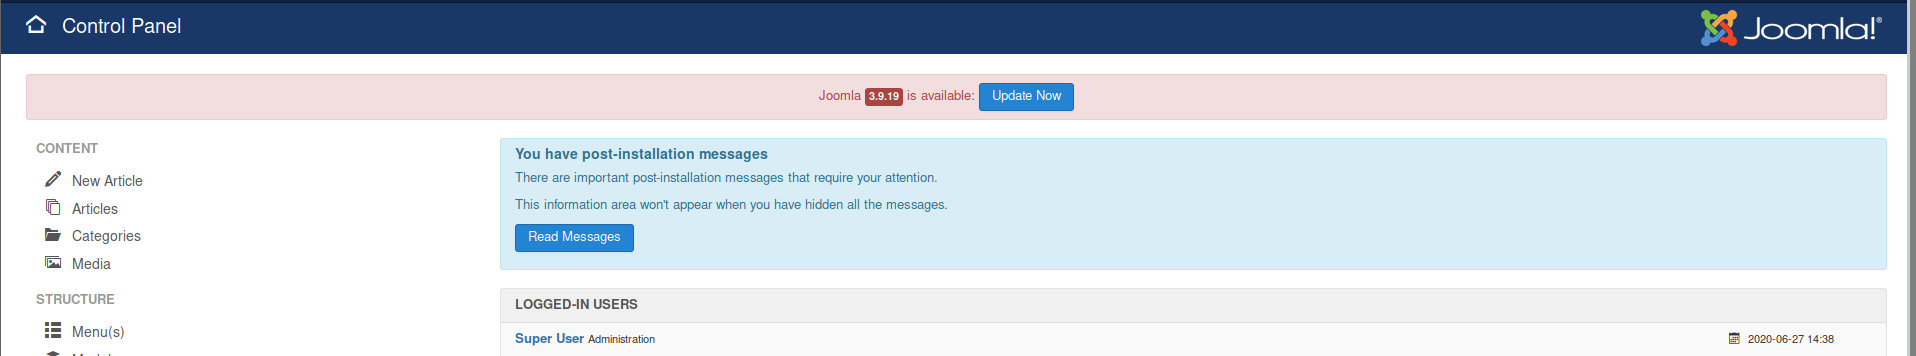 Control Panel
Joomla!®
Joomla 3.9.19 is available: Update Now
CONTENT
New Article
Articles
Categories
Media
STRUCTURE
Menu(s)
You have post-installation messages
There are important post-installation messages that require your attention.
This information area won't appear when you have hidden all the messages.
Read Messages
LOGGED-IN USERS
Super User Administration
2020-06-27 14:38